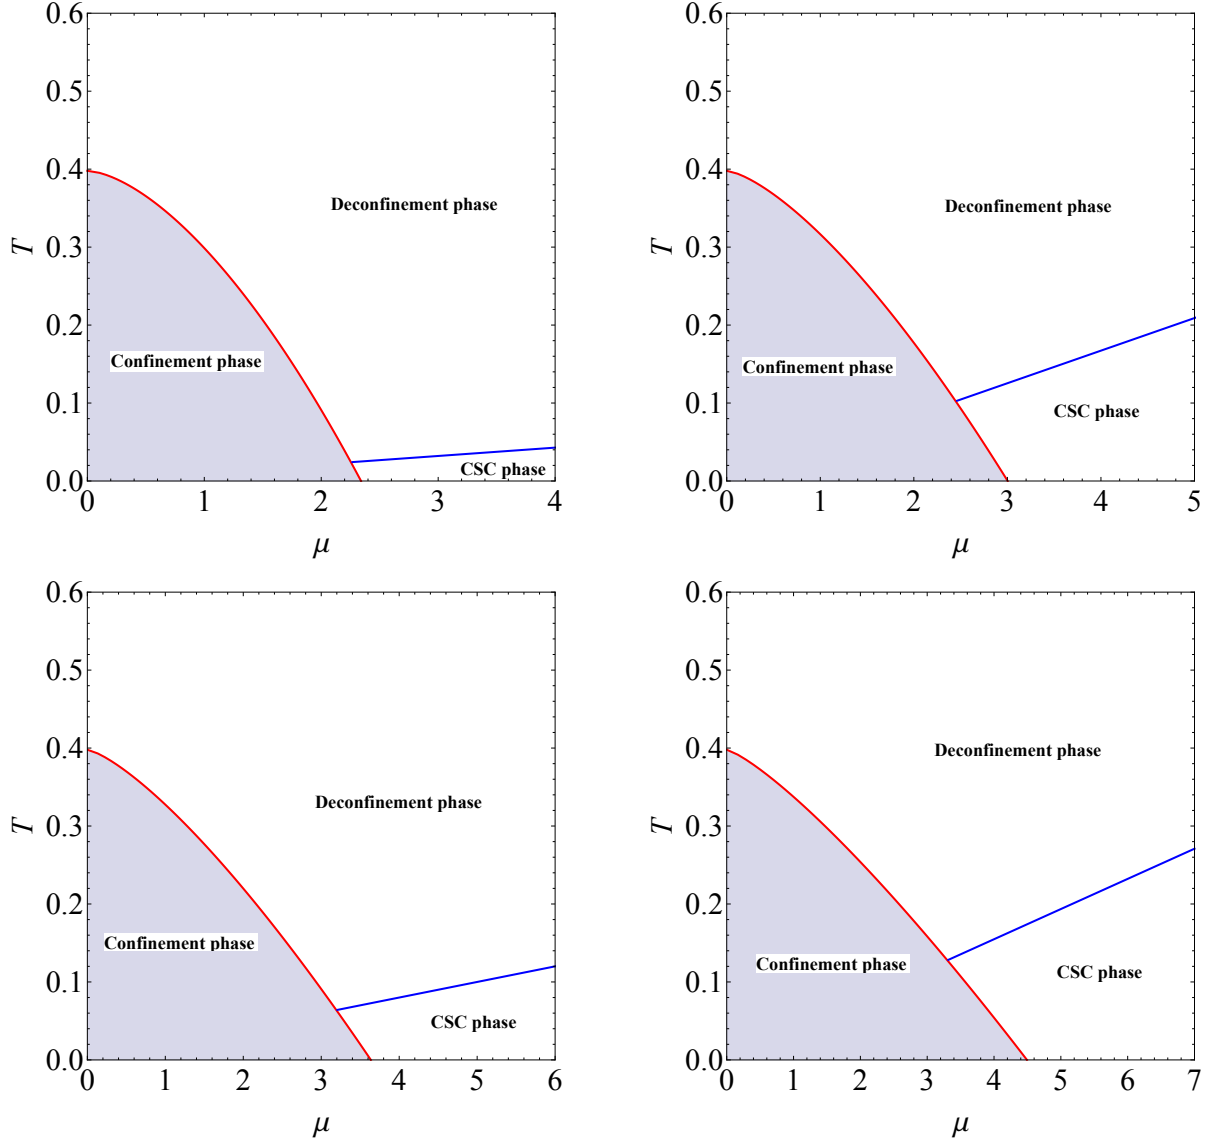 0.6
0.5
0.4
0.3
0.2
0.1
0.0
T
Deconfinement phase
Confinement phase
CSC phase
0 1 2 3 4
μ
0.6
0.5
0.4
0.3
0.2
0.1
0.0
T
Deconfinement phase
Confinement phase
CSC phase
0 1 2 3 4 5
μ
0.6
0.5
0.4
0.3
0.2
0.1
0.0
T
Deconfinement phase
Confinement phase
CSC phase
0 1 2 3 4 5 6
μ
0.6
0.5
0.4
0.3
0.2
0.1
0.0
T
Deconfinement phase
Confinement phase
CSC phase
0 1 2 3 4 5 6 7
μ